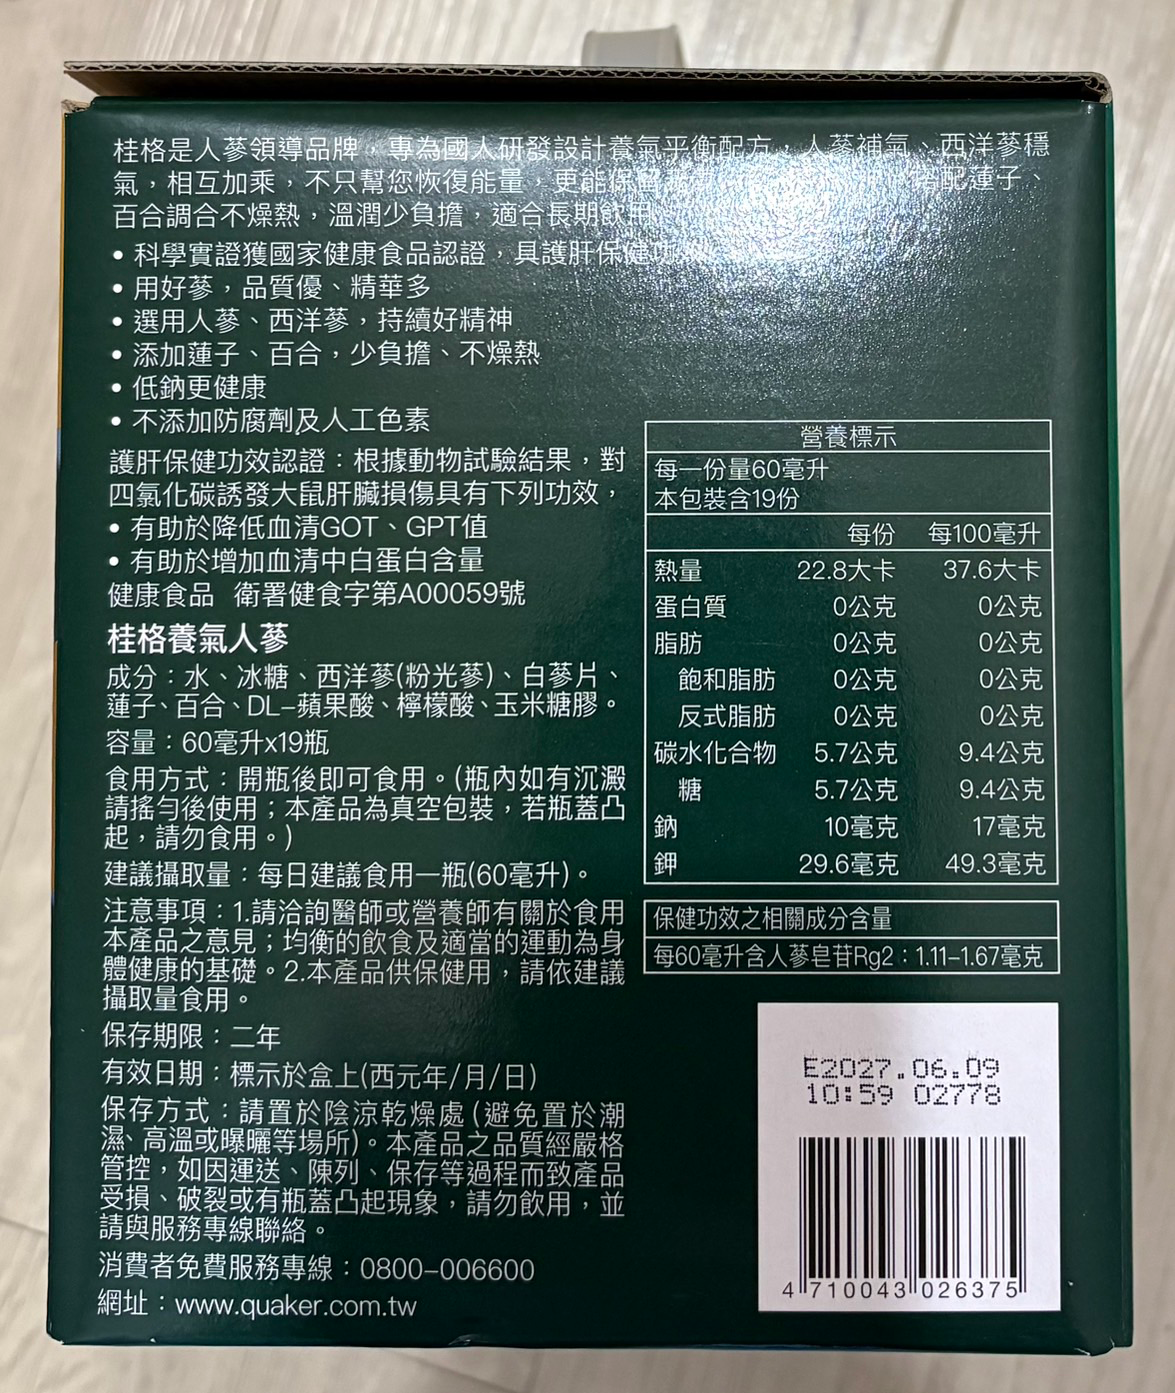 桂格是人蔘領導品牌，專為國人研發設計養氣平衡配方，人蔘補氣、西洋蔘穩
氣，相互加乘，不只幫您恢復能量，更能保留 搭配蓮子、
百合調合不燥熱，溫潤少負擔，適合長期飲用
• 科學實證獲國家健康食品認證，具護肝保健功
• 用好蔘，品質優、精華多
• 選用人蔘、西洋蔘，持續好精神
• 添加蓮子、百合，少負擔、不燥熱
• 低鈉更健康
• 不添加防腐劑及人工色素
護肝保健功效認證：根據動物試驗結果，對
四氯化碳誘發大鼠肝臟損傷具有下列功效，
• 有助於降低血清GOT、GPT值
• 有助於增加血清中白蛋白含量
健康食品 衛署健食字第A00059號
桂格養氣人蔘
成分：水、冰糖、西洋蔘(粉光蔘)、白蔘片、
蓮子、百合、DL-蘋果酸、檸檬酸、玉米糖膠。
容量：60毫升x19瓶
食用方式：開瓶後即可食用。(瓶內如有沉澱
請搖勻後使用；本產品為真空包裝，若瓶蓋凸
起，請勿食用。)
建議攝取量：每日建議食用一瓶(60毫升)。
注意事項：1.請洽詢醫師或營養師有關於食用
本產品之意見；均衡的飲食及適當的運動為身
體健康的基礎。2.本產品供保健用，請依建議
攝取量食用。
保存期限：二年
有效日期：標示於盒上(西元年/月/日)
保存方式：請置於陰涼乾燥處(避免置於潮
濕、高溫或曝曬等場所)。本產品之品質經嚴格
管控，如因運送、陳列、保存等過程而致產品
受損、破裂或有瓶蓋凸起現象，請勿飲用，並
請與服務專線聯絡。
消費者免費服務專線：0800-006600
網址：www.quaker.com.tw
營養標示
每一份量60毫升
本包裝含19份
每份 每100毫升
熱量 22.8大卡 37.6大卡
蛋白質 0公克 0公克
脂肪 0公克 0公克
飽和脂肪 0公克 0公克
反式脂肪 0公克 0公克
碳水化合物 5.7公克 9.4公克
糖 5.7公克 9.4公克
鈉 10毫克 17毫克
鉀 29.6毫克 49.3毫克
保健功效之相關成分含量
每60毫升含人蔘皂苷Rg2：1.11-1.67毫克
E2027.06.09
10:59 02778
4 710043 026375